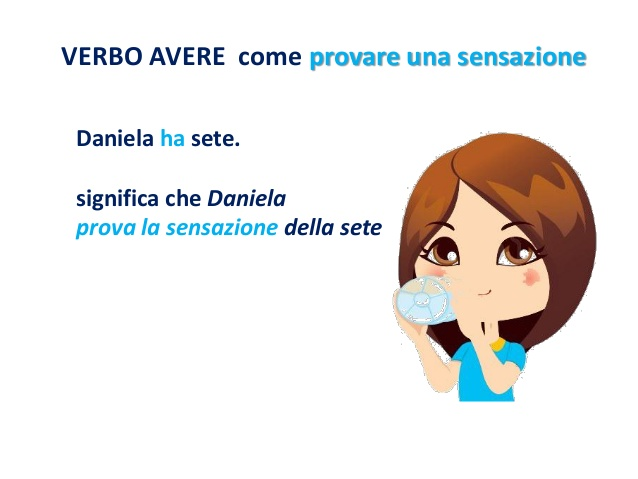 VERBO AVERE come provare una sensazione
Daniela ha sete.
significa che Daniela
prova la sensazione della sete